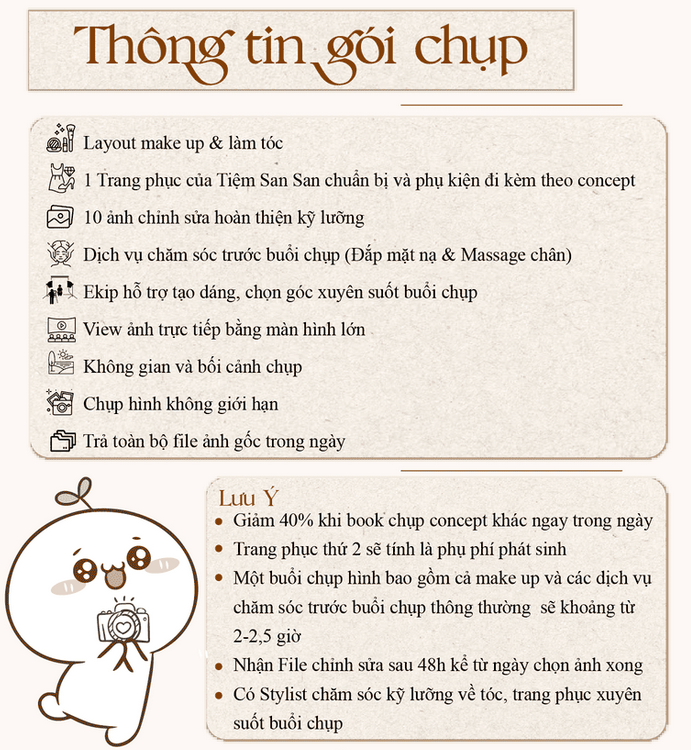 Thông tin gói chụp
Layout make up & làm tóc
1 Trang phục của Tiệm San San chuẩn bị và phụ kiện đi kèm theo concept
10 ảnh chỉnh sửa hoàn thiện kỹ lưỡng
Dịch vụ chăm sóc trước buổi chụp (Đắp mặt nạ & Massage chân)
Ekip hỗ trợ tạo dáng, chọn góc xuyên suốt buổi chụp
View ảnh trực tiếp bằng màn hình lớn
Không gian và bối cảnh chụp
Chụp hình không giới hạn
Trả toàn bộ file ảnh gốc trong ngày
Lưu Ý
Giảm 40% khi book chụp concept khác ngay trong ngày
Trang phục thứ 2 sẽ tính là phụ phí phát sinh
Một buổi chụp hình bao gồm cả make up và các dịch vụ
chăm sóc trước buổi chụp thông thường sẽ khoảng từ
2-2,5 giờ
Nhận File chỉnh sửa sau 48h kể từ ngày chọn ảnh xong
Có Stylist chăm sóc kỹ lưỡng về tóc, trang phục xuyên
suốt buổi chụp